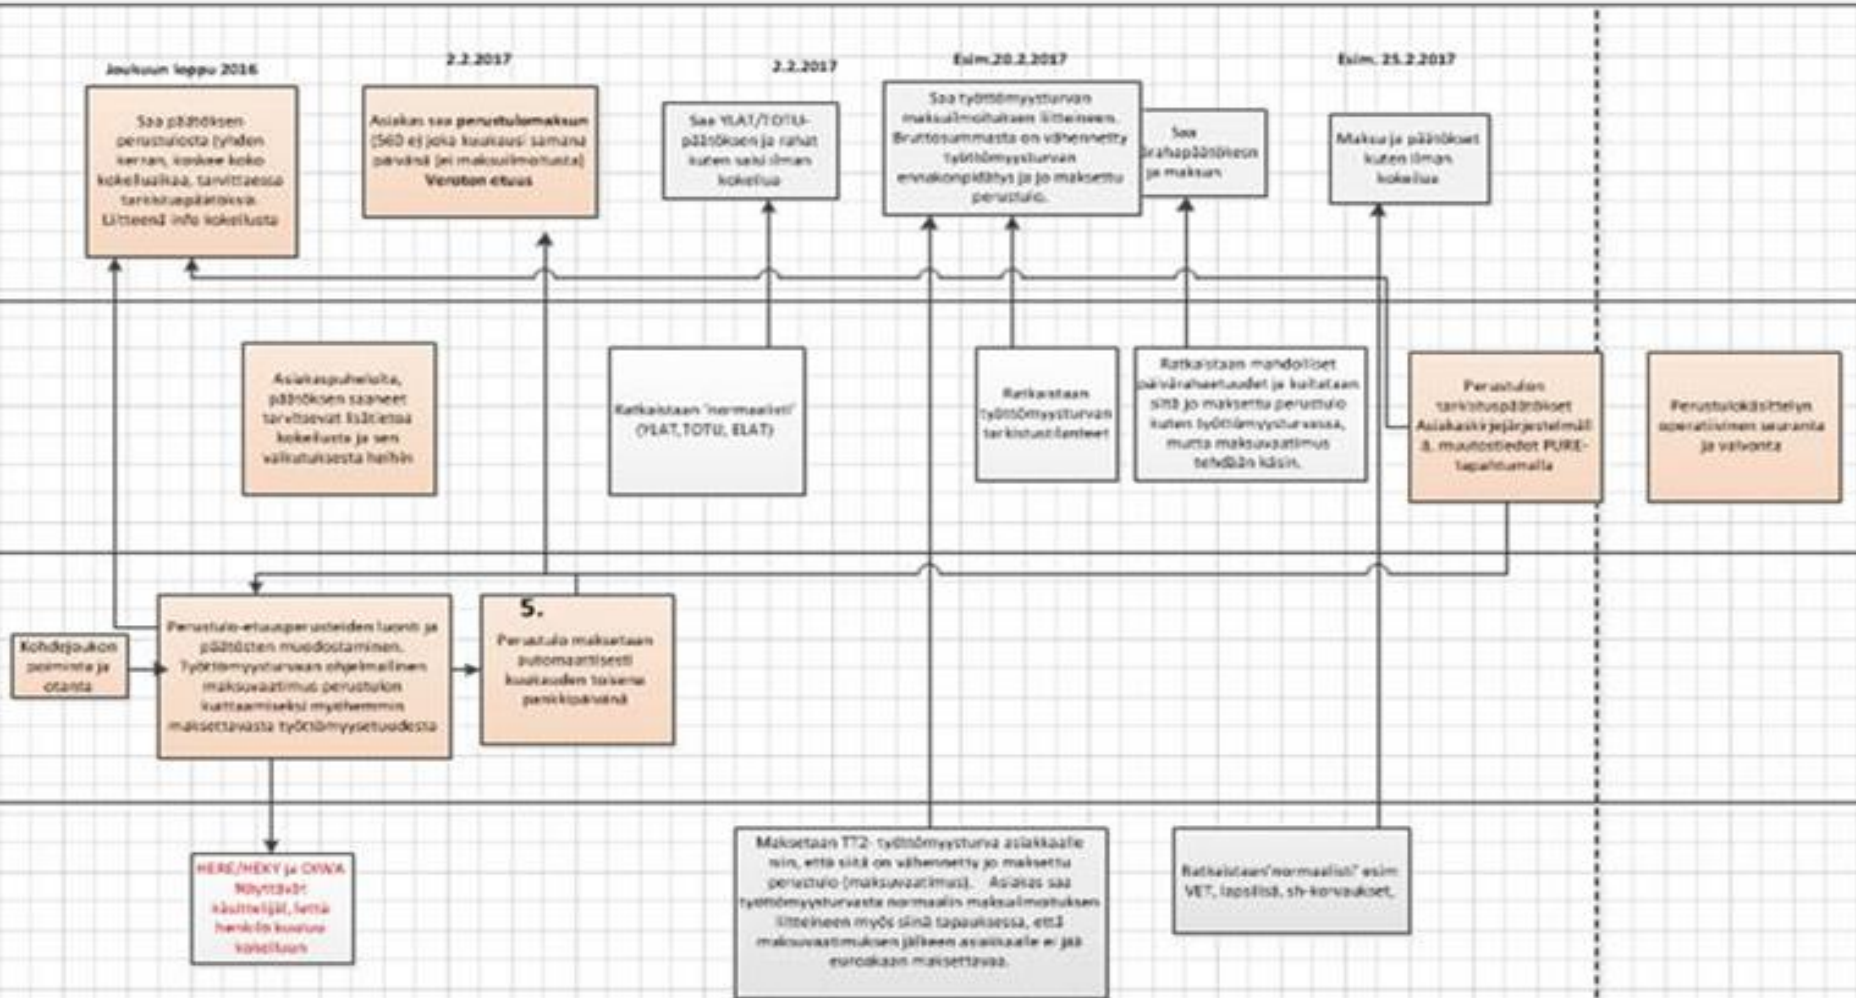 Joukuun loppu 2016
2.2.2017
2.2.2017
Esim.20.2.2017
Esim. 25.2.2017
Saa päätöksen
perustulosta (yhden
kerran, koskee koko
kokeiluaikaa, tarvittaessa
tarkistuspäätöksiä.
Liitteenä info kokeilusta
Asiakas saa perustulomaksun
(560 e) joka kuukausi samana
päivänä (ei maksuilmoitusta)
Veroton etuus
Saa YLAT/TOTU-
päätöksen ja rahat
kuten saisi ilman
kokeilua
Saa työttömyysturvan
maksuilmoituksen liitteineen.
Bruttosummasta on vähennetty
työttömyysturvan
ennakonpidätys ja jo maksettu
perustulo.
Saa
ja maksun
Maksu ja päätökset
kuten ilman
kokeilua
Asiakaspuheluita,
päätöksen saaneet
tarvitsevat lisätietoa
kokeilusta ja sen
vaikutuksesta heihin
Ratkaistaan "normaalisti"
(YLAT,TOTU, ELAT)
Ratkaistaan
työttömyysturvan
tarkistustilanteet
Ratkaistaan mahdolliset
päivärahaetuudet ja kuitataan
siitä jo maksettu perustulo
kuten työttömyysturvassa,
mutta maksuvaatimus
tehdään käsin.
Perustulon
tarkistuspäätökset
Asiakaskirjejärjestelmäll
ä, muutostiedot PURE-
tapahtumalla
Perustulokäsittelyn
operatiivinen seuranta
ja valvonta
Kohdejoukon
poiminta ja
otanta
Perustulo-etuusperusteiden luonti ja
päätösten muodostaminen.
Työttömyysturvaan ohjelmallinen
maksuvaatimus perustulon
kuittaamiseksi myöhemmin
maksettavasta työttömyysetuudesta
5.
Perustulo maksetaan
automaattisesti
kuukauden toisena
pankkipäivänä
HERE/HEKY ja OIWA
Näyttävät
käsittelijät, että
henkilö kuuluu
kokeiluun
Maksetaan TT2- työttömyysturva asiakkaalle
niin, että siitä on vähennetty jo maksettu
perustulo (maksuvaatimus). Asiakas saa
työttömyysturvasta normaalin maksuilmoituksen
liitteineen myös siinä tapauksessa, että
maksuvaatimuksen jälkeen asiakkaalle ei jää
euroakaan maksettavaa.
Ratkaistaan"normaalisti" esim
VET, lapsilisä, sh-korvaukset,